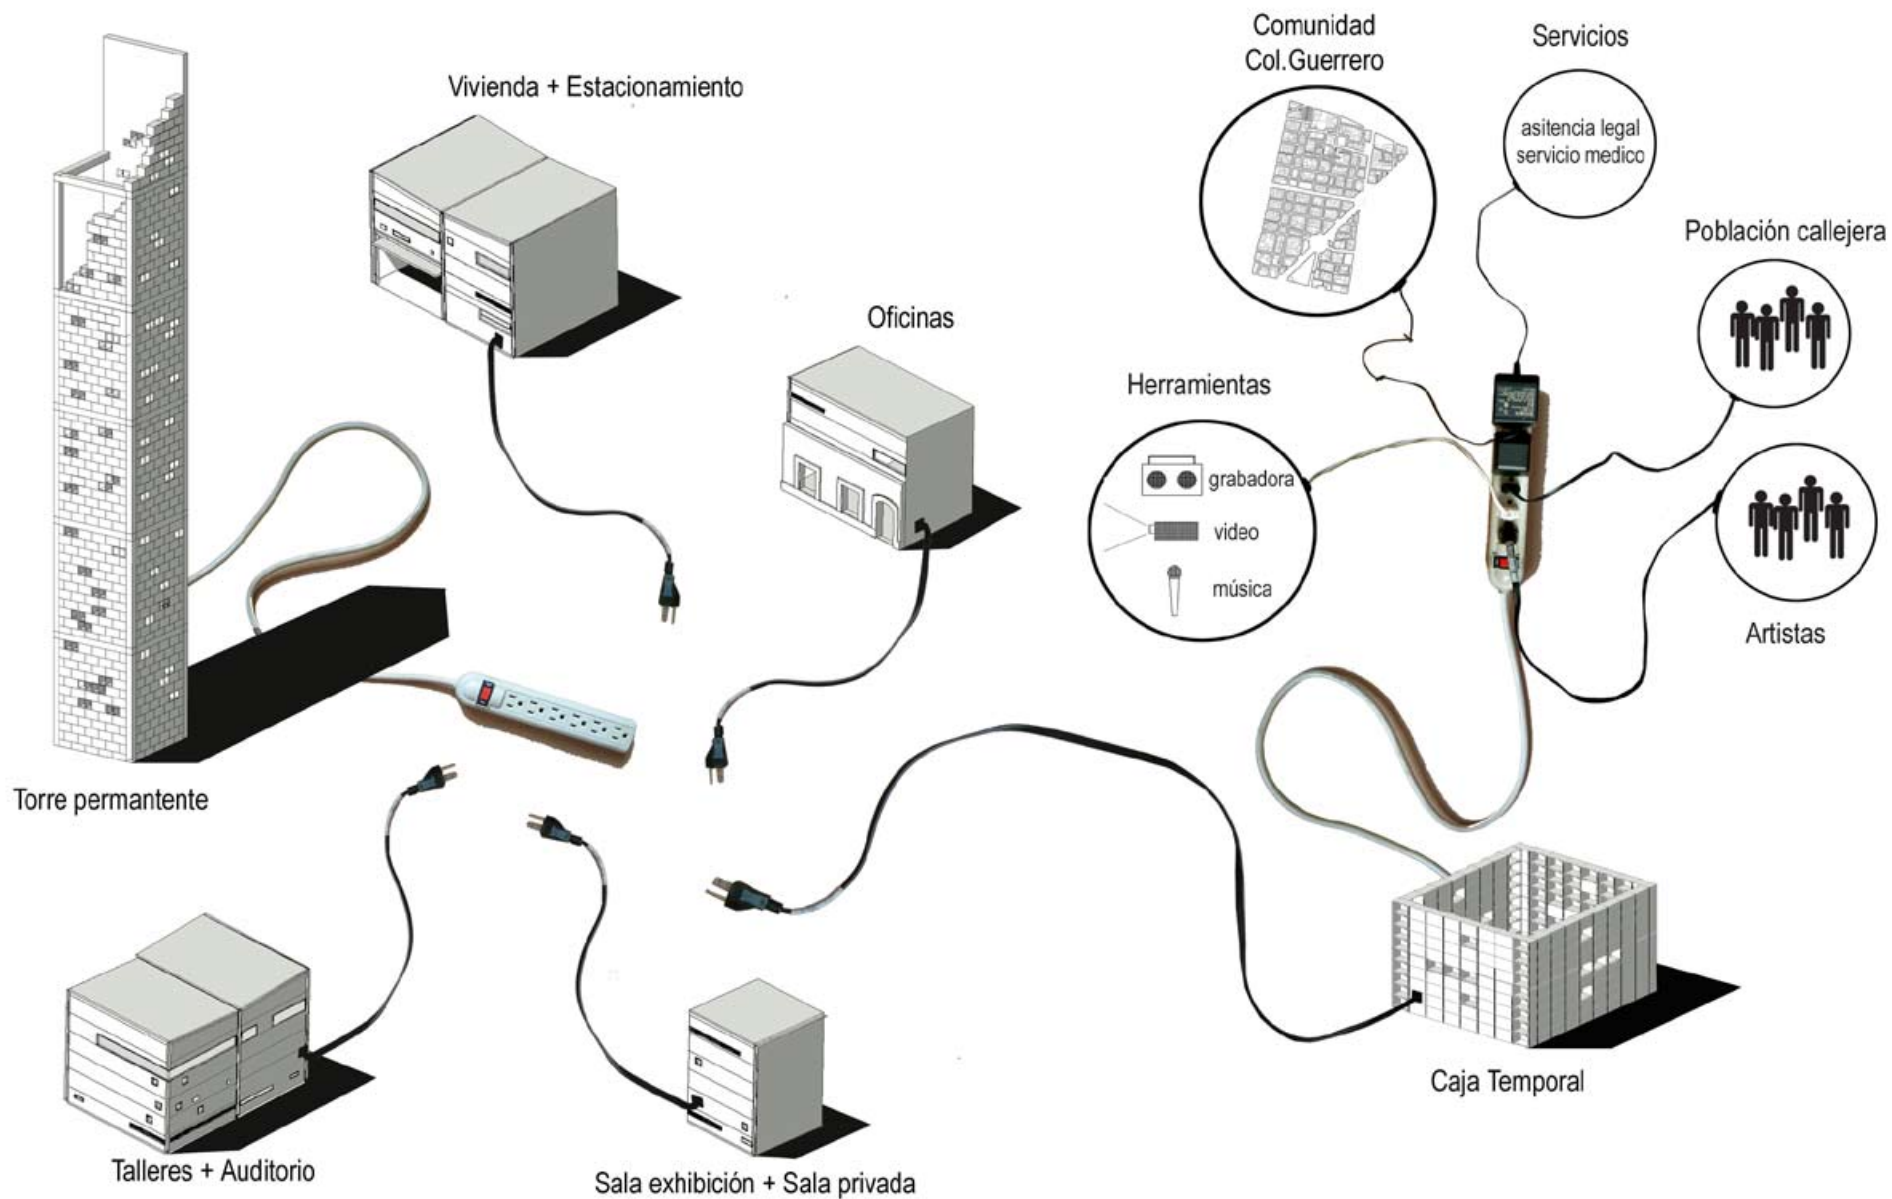 Comunidad
Col.Guerrero
Servicios
Vivienda + Estacionamiento
asitencia legal
servicio medico
Población callejera
Oficinas
Herramientas
grabadora
video
música
Artistas
Torre permantente
Caja Temporal
Talleres + Auditorio
Sala exhibición + Sala privada